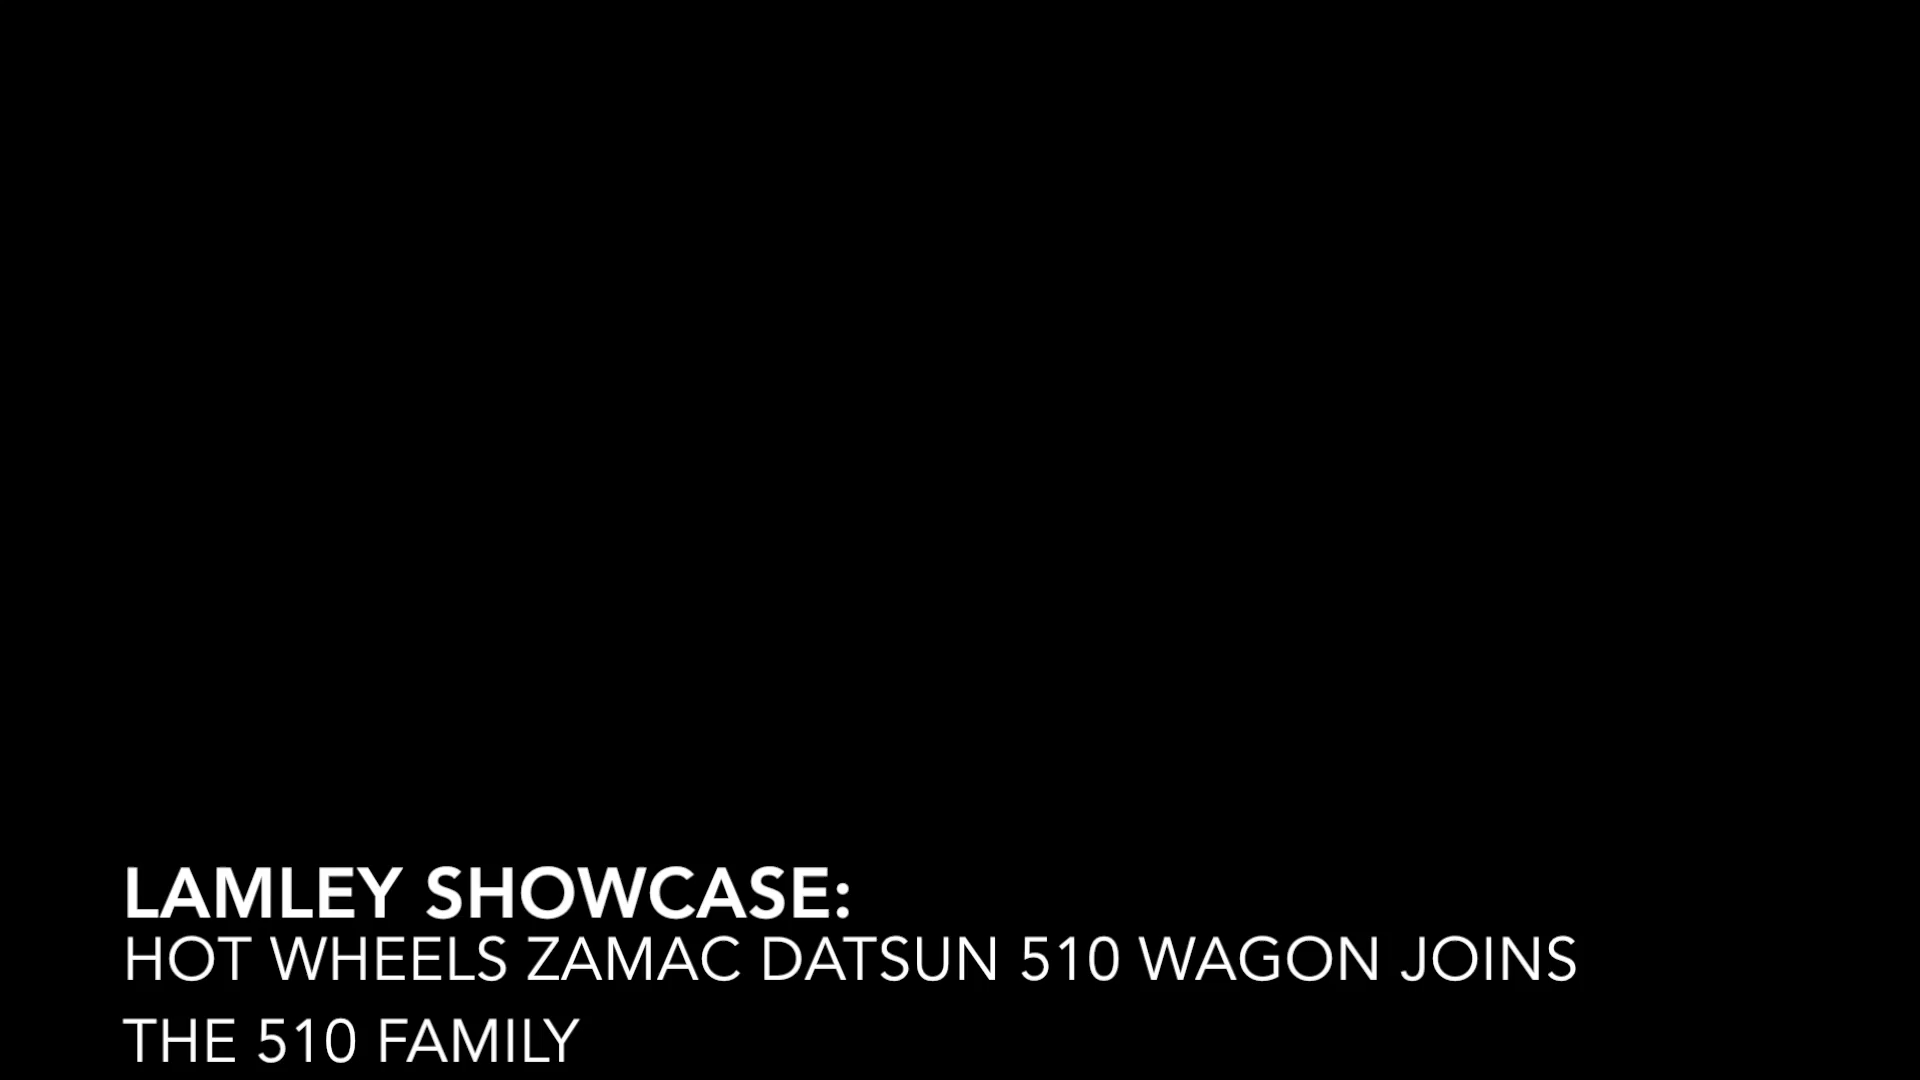 LAMLEY SHOWCASE:
HOT WHEELS ZAMAC DATSUN 510 WAGON JOINS
THE 510 FAMILY